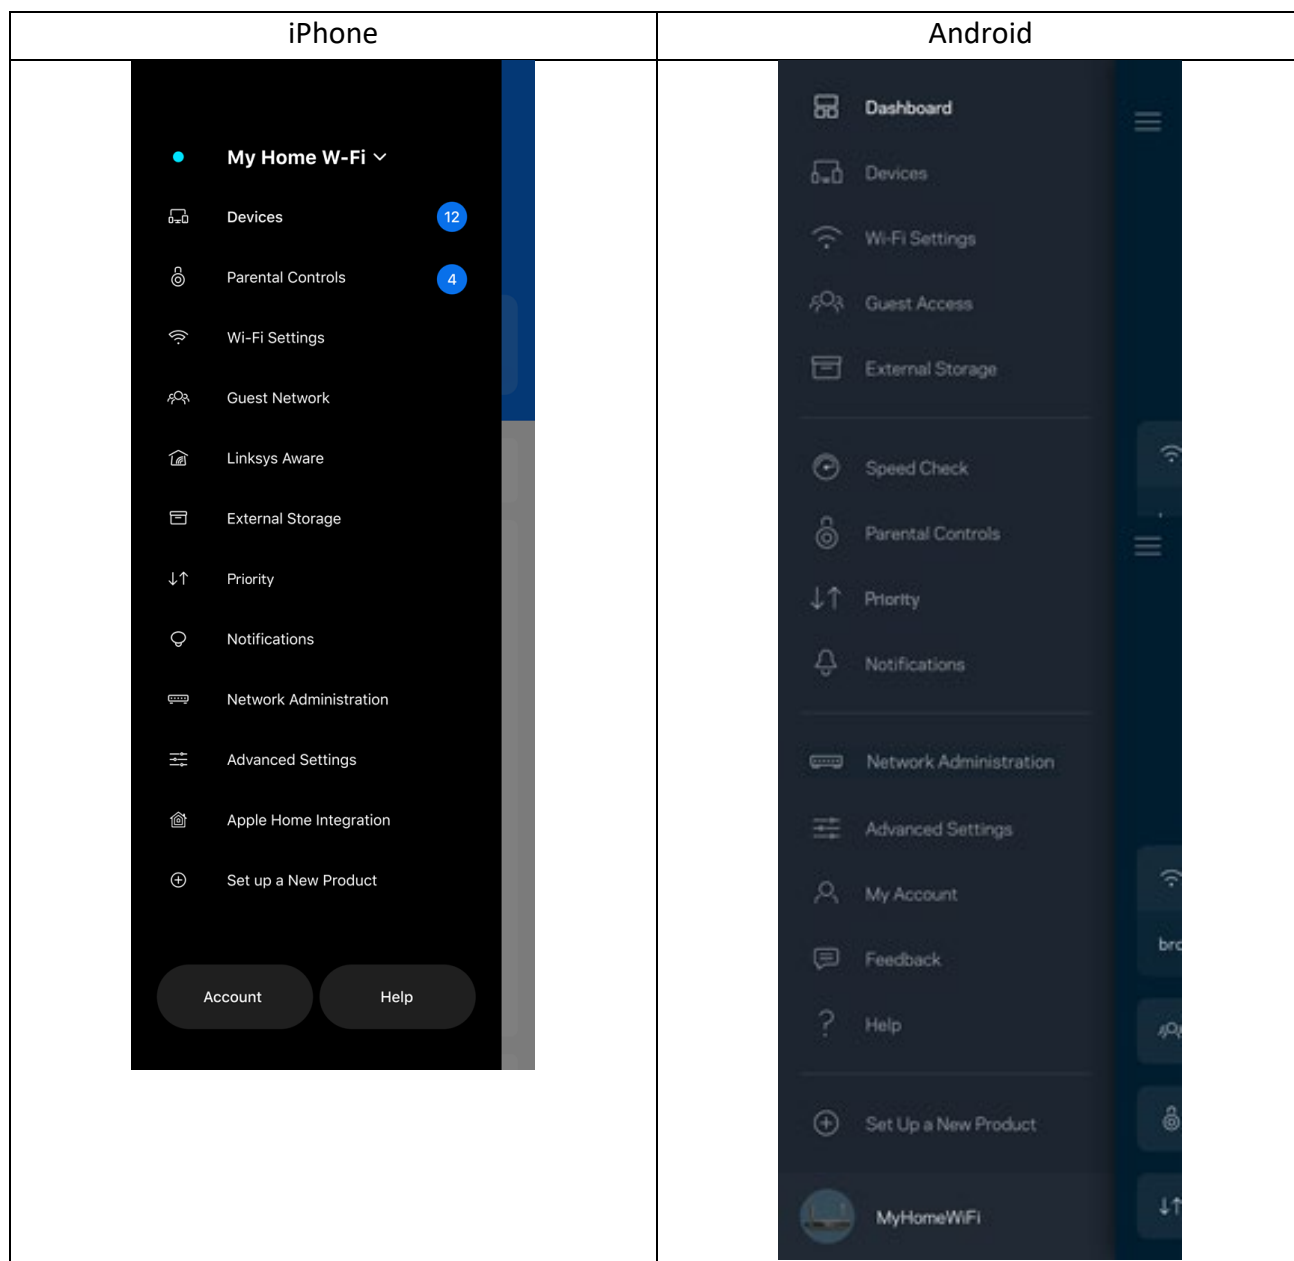 iPhone
Android
My Home W-Fi
Devices 12
Parental Controls 4
Wi-Fi Settings
Guest Network
Linksys Aware
External Storage
Priority
Notifications
Network Administration
Advanced Settings
Apple Home Integration
Set up a New Product
Account
Help
Dashboard
Devices
Wi-Fi Settings
Guest Access
External Storage
Speed Check
Parental Controls
Priority
Notifications
Network Administration
Advanced Settings
My Account
Feedback
Help
Set Up a New Product
MyHomeWiFi
brc